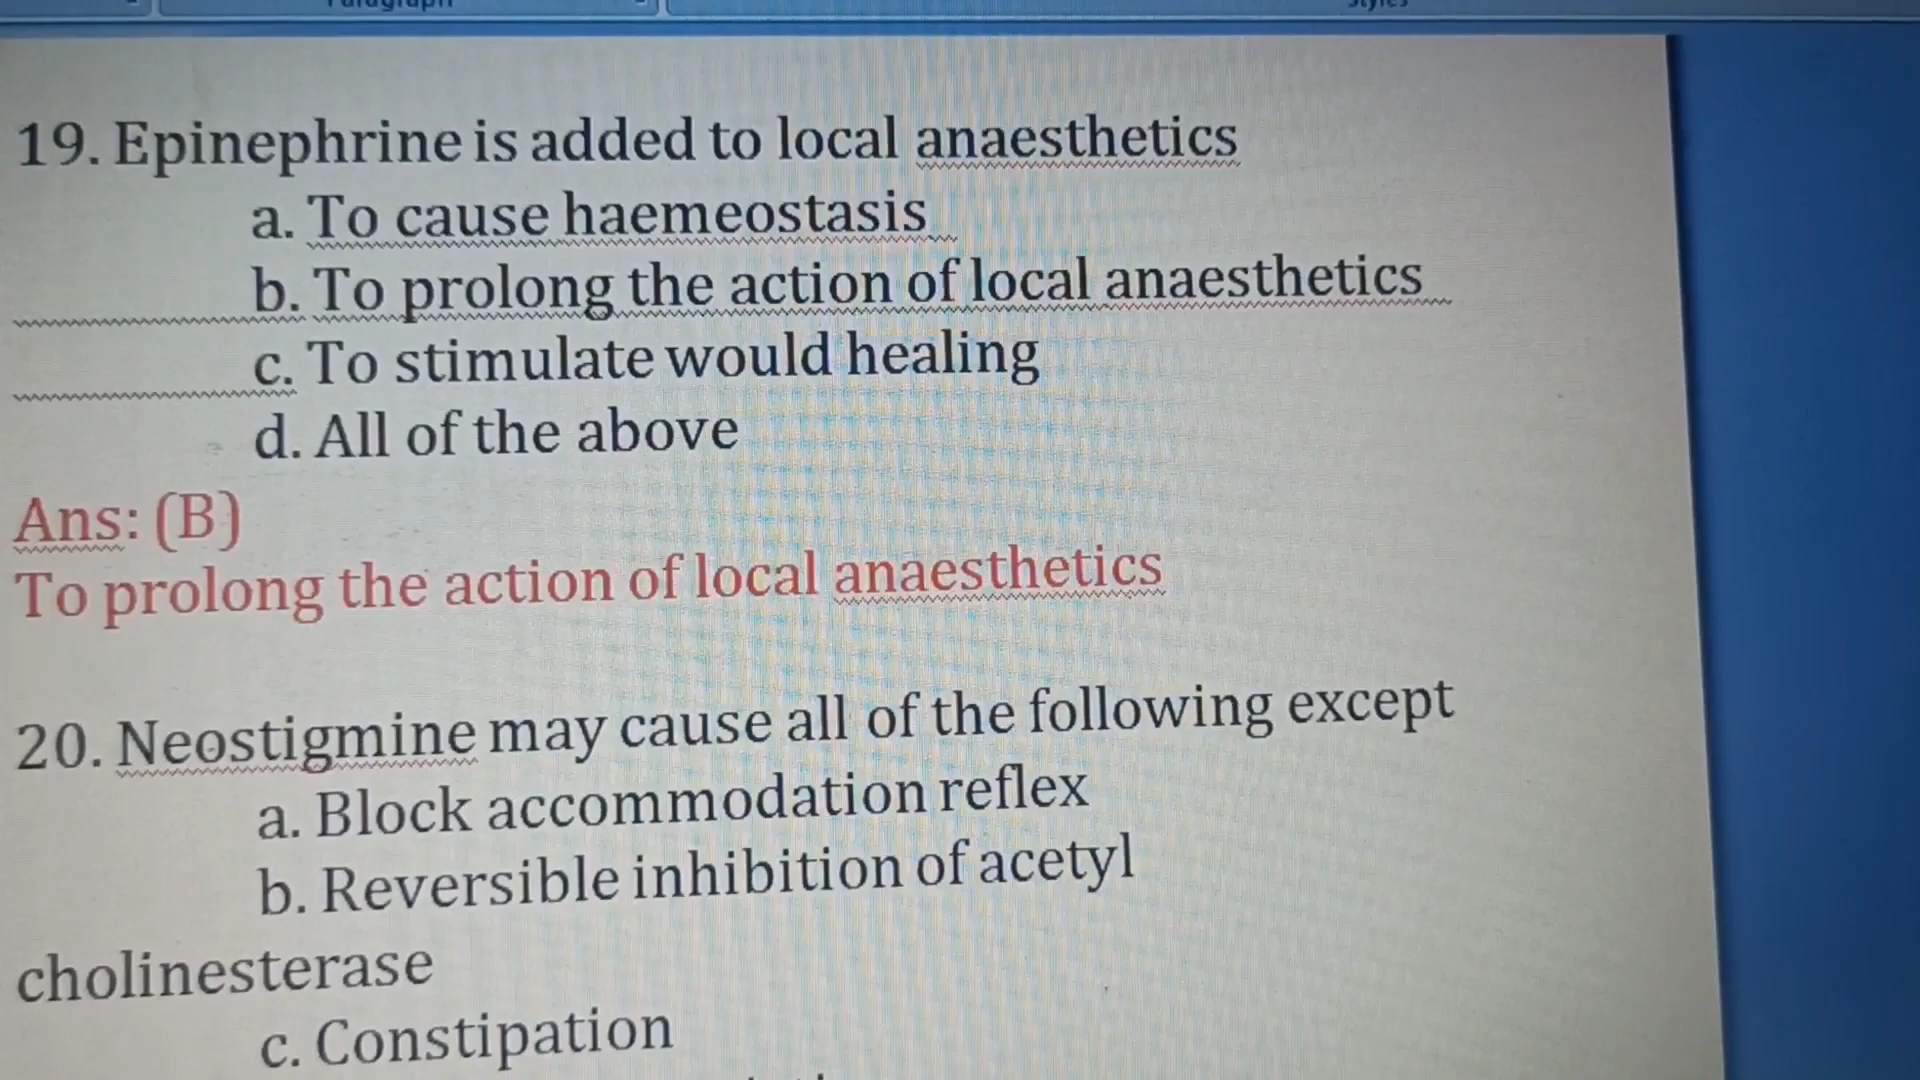 Paragraph
Styles
19. Epinephrine is added to local anaesthetics
a. To cause haemeostasis
b. To prolong the action of local anaesthetics
c. To stimulate would healing
d. All of the above
Ans: (B)
To prolong the action of local anaesthetics
20. Neostigmine may cause all of the following except
a. Block accommodation reflex
b. Reversible inhibition of acetyl
cholinesterase
c. Constipation